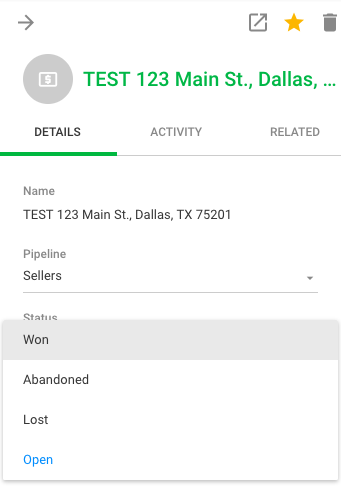 TEST 123 Main St., Dallas, ...
DETAILS ACTIVITY RELATED
Name
TEST 123 Main St., Dallas, TX 75201
Pipeline
Sellers
Status
Won
Abandoned
Lost
Open